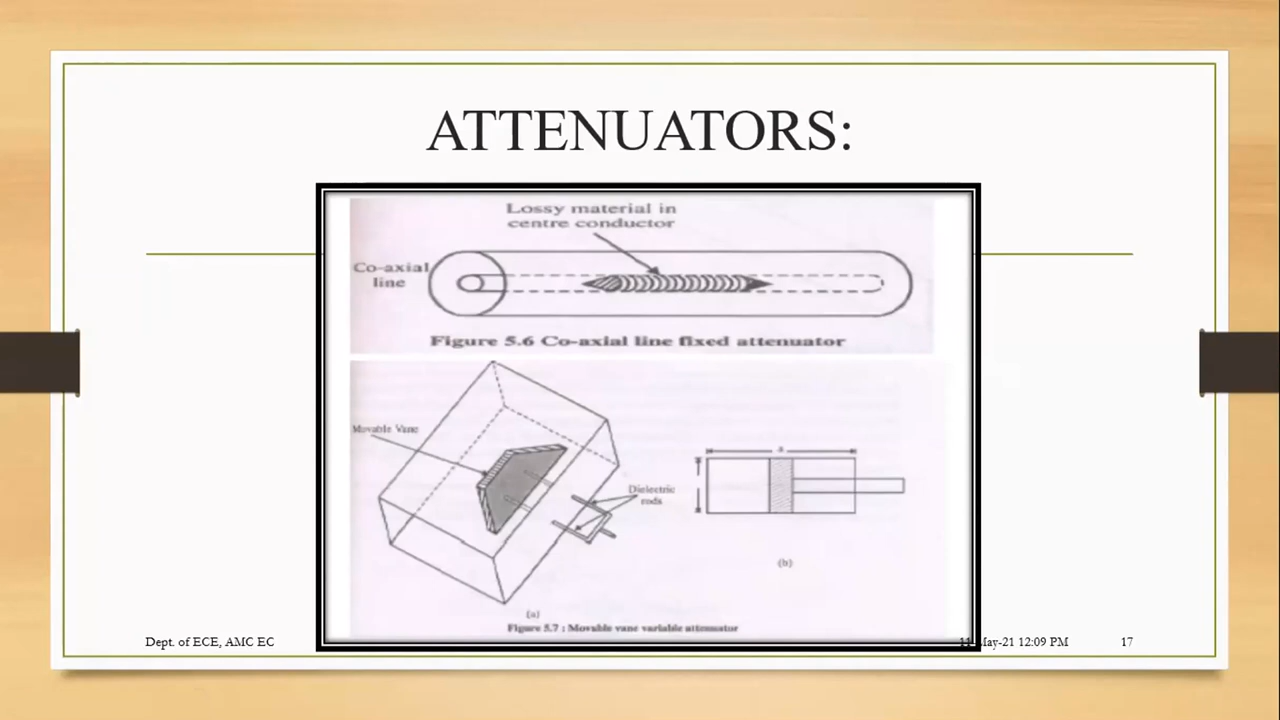 ATTENUATORS:
Lossy material in
centre conductor
Co-axial
line
Figure 5.6 Co-axial line fixed attenuator
Movable Vane
Dielectric
rods
a
(b)
(a)
Figure 5.7 : Movable vane variable attenuator
Dept. of ECE, AMC EC
11-May-21 12:09 PM
17